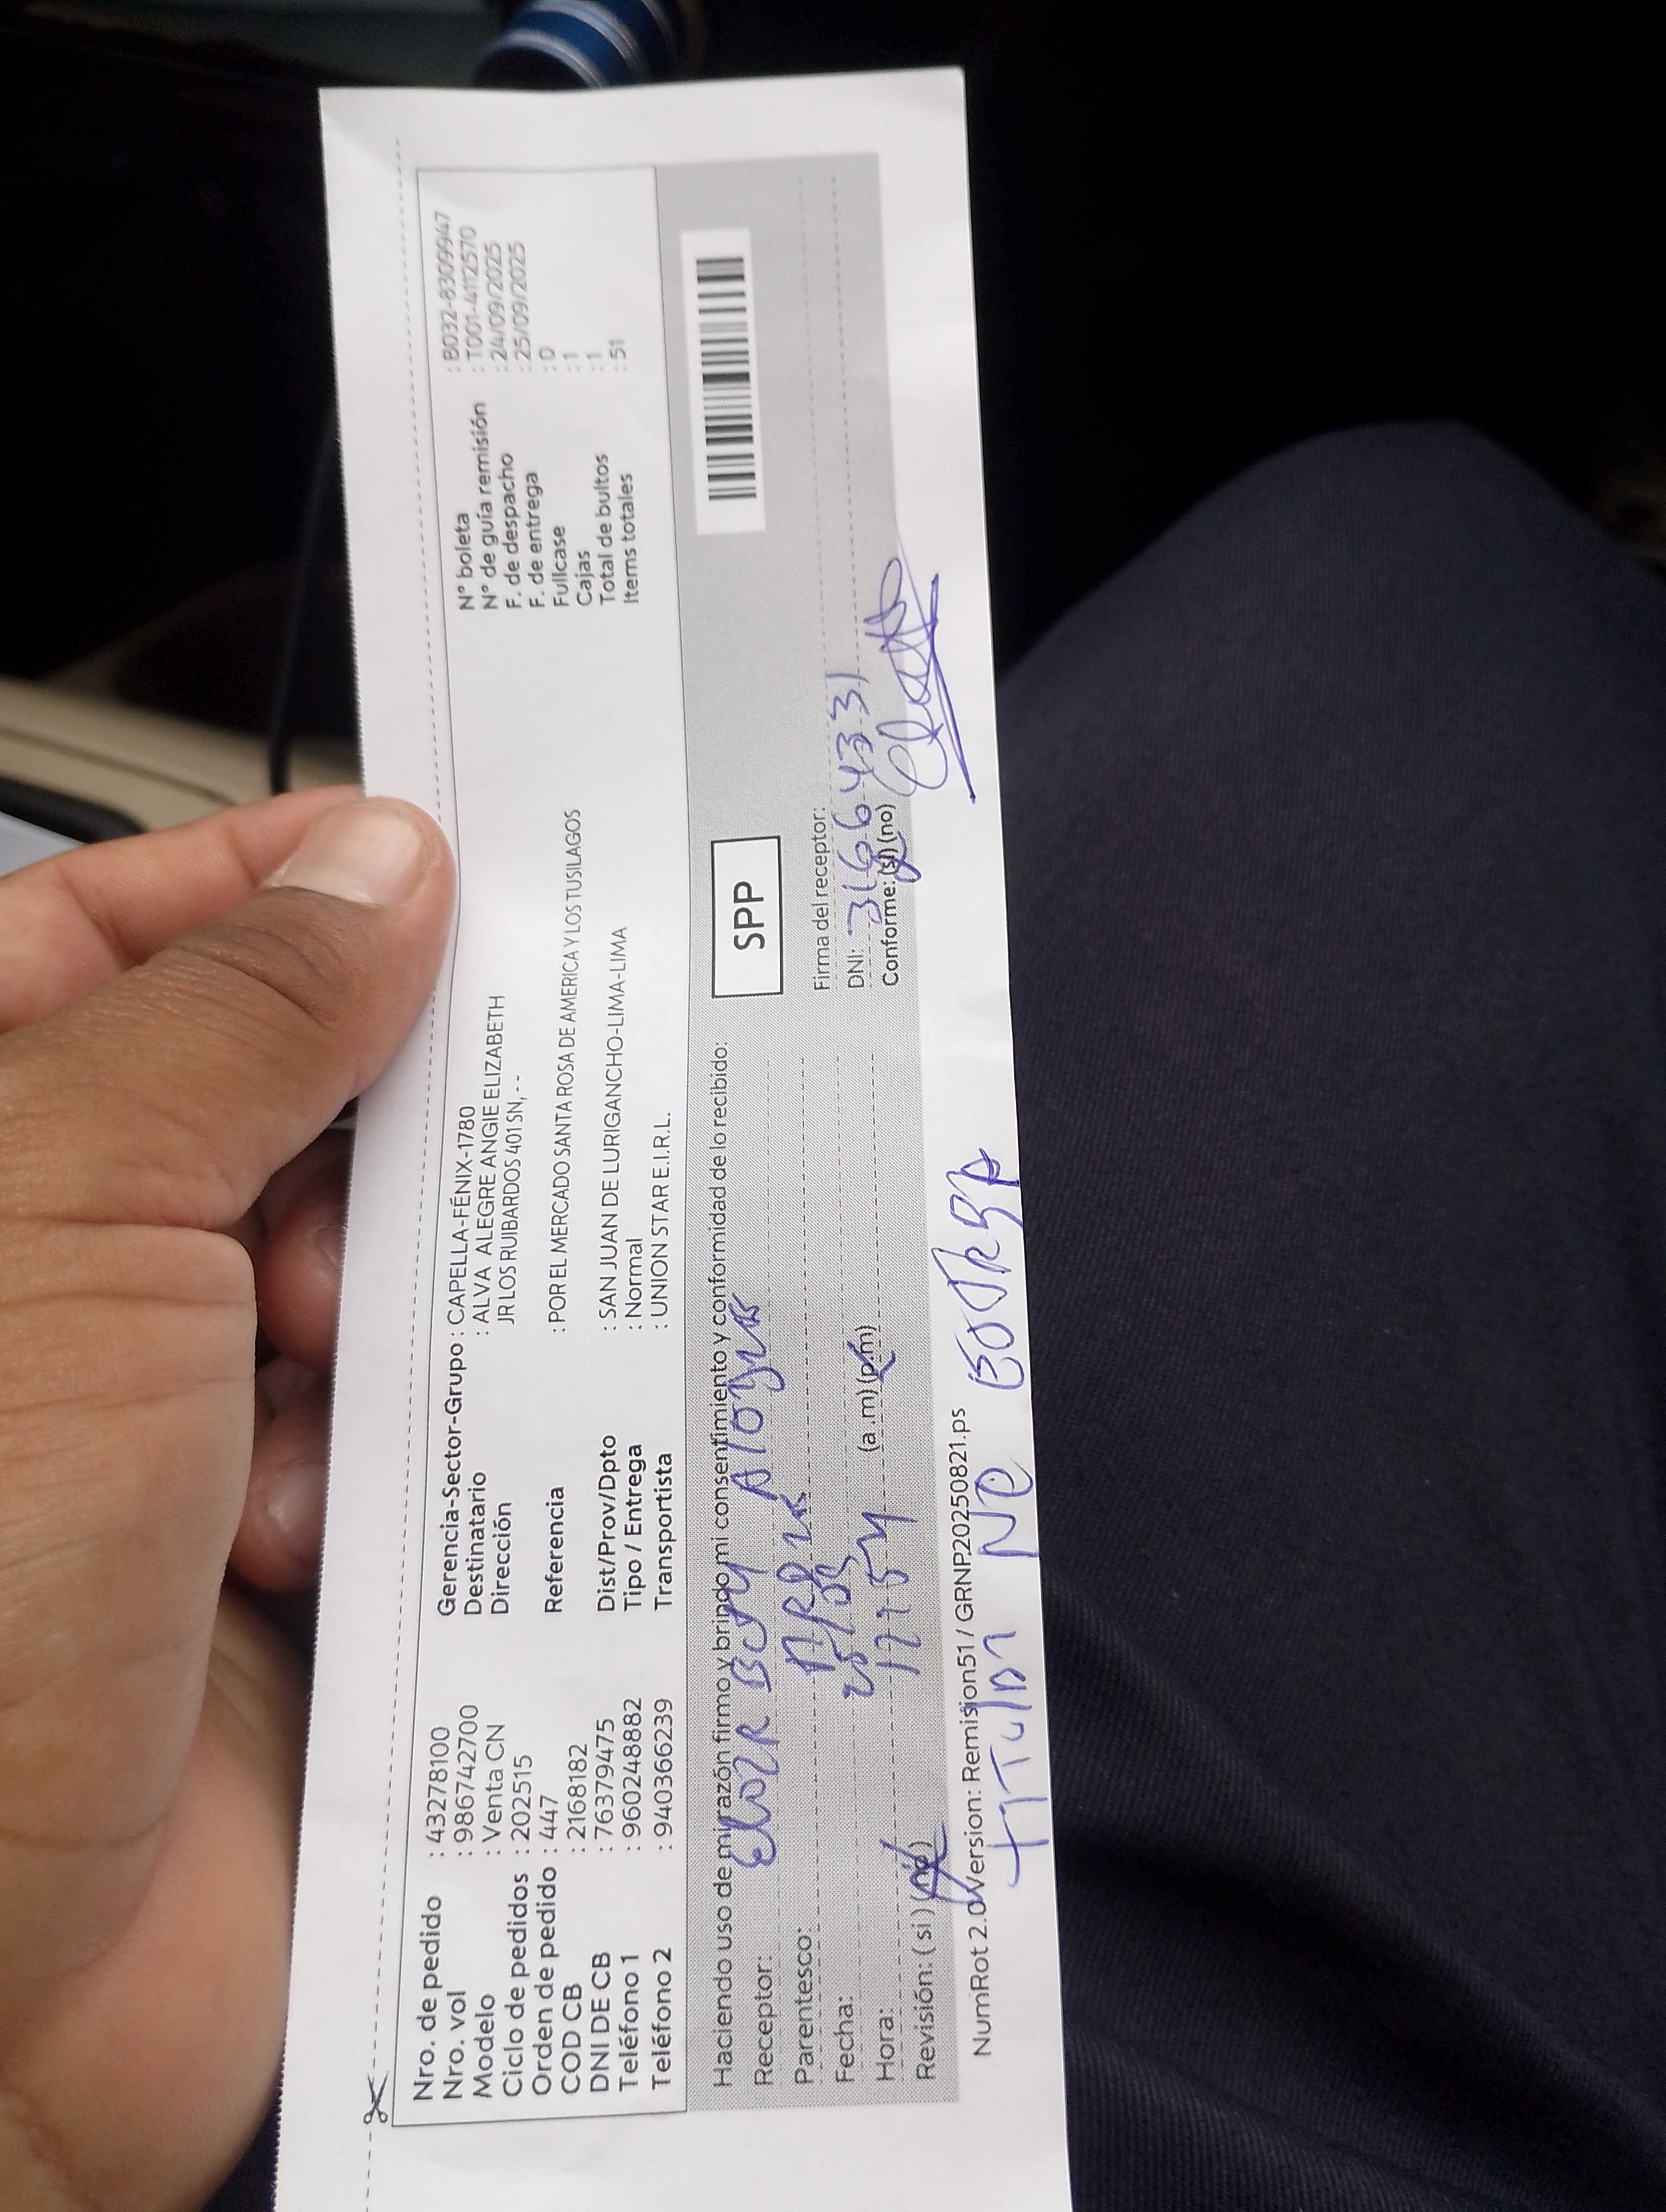 Nro. de pedido : 43278100
Nro. vol : 986742700
Modelo : Venta CN
Ciclo de pedidos : 202515
Orden de pedido : 447
COD CB : 2168182
DNI DE CB : 76379475
Teléfono 1 : 960248882
Teléfono 2 : 940366239
Gerencia-Sector-Grupo : CAPELLA-FÉNIX-1780
Destinatario : ALVA ALEGRE ANGIE ELIZABETH
Dirección JR LOS RUIBARDOS 401 SN, - -
Referencia : POR EL MERCADO SANTA ROSA DE AMERICA Y LOS TUSILAGOS
Dist/Prov/Dpto : SAN JUAN DE LURIGANCHO-LIMA-LIMA
Tipo / Entrega : Normal
Transportista : UNION STAR E.I.R.L.
N° boleta : B032-8309947
N° de guía remisión : T001-4112570
F. de despacho : 24/09/2025
F. de entrega : 25/09/2025
Fullcase : 0
Cajas : 1
Total de bultos : 1
Items totales : 51
Haciendo uso de mi razón firmo y brindo mi consentimiento y conformidad de lo recibido:
SPP
Receptor:
Parentesco:
Fecha: 25/09
Hora: 17:54 (a .m) (p.m)
Revisión: ( si ) (no)
Firma del receptor:
DNI: 31664331
Conforme: (si) (no)
NumRot 2.0 Version: Remision51 / GRNP20250821.ps